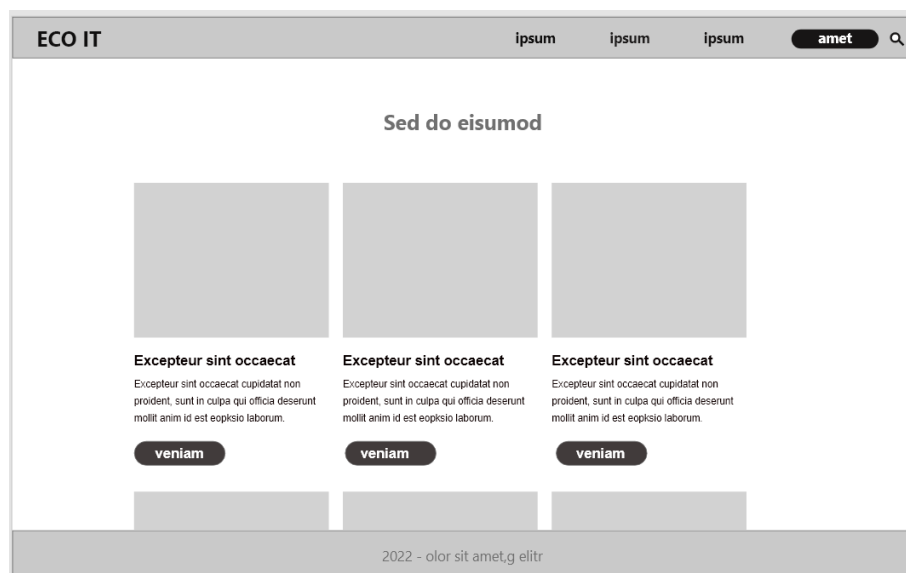 ECO IT
ipsum
ipsum
ipsum
amet
Sed do eisumod
Excepteur sint occaecat
Excepteur sint occaecat cupidatat non
proident, sunt in culpa qui officia deserunt
mollit anim id est eopksio laborum.
veniam
Excepteur sint occaecat
Excepteur sint occaecat cupidatat non
proident, sunt in culpa qui officia deserunt
mollit anim id est eopksio laborum.
veniam
Excepteur sint occaecat
Excepteur sint occaecat cupidatat non
proident, sunt in culpa qui officia deserunt
mollit anim id est eopksio laborum.
veniam
2022 - olor sit amet,g elitr